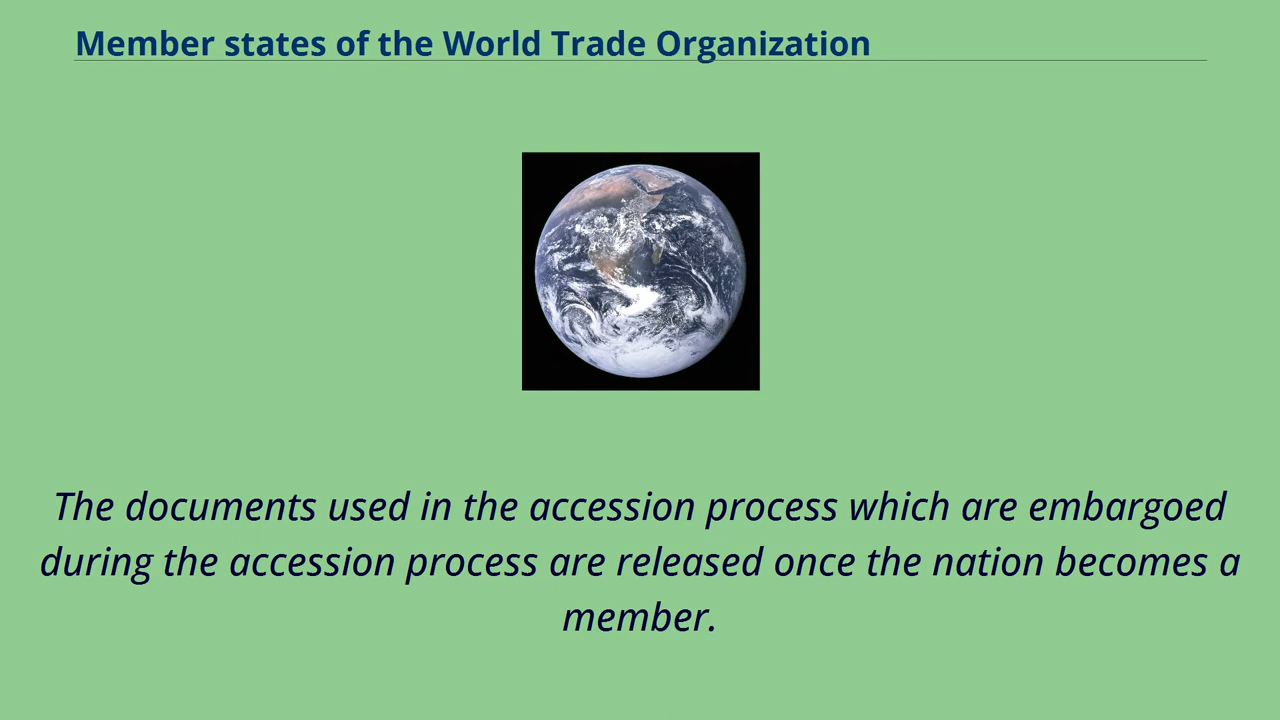 Member states of the World Trade Organization
The documents used in the accession process which are embargoed
during the accession process are released once the nation becomes a
member.